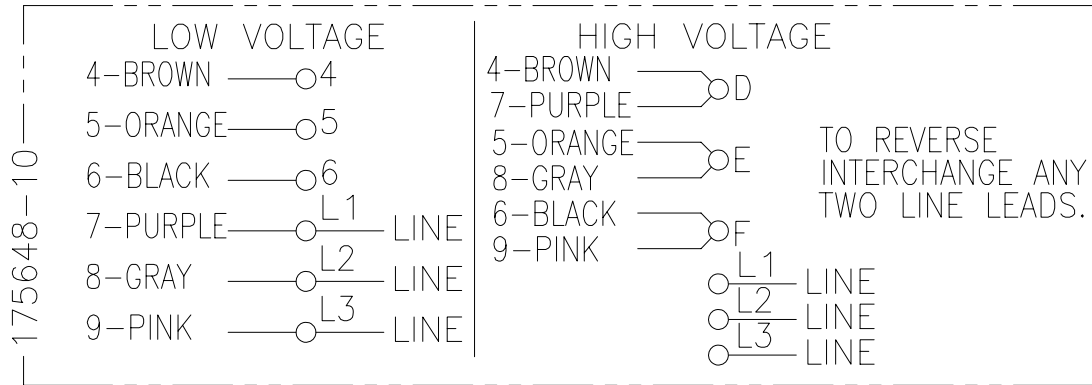 175648-10
LOW VOLTAGE
4-BROWN 4
5-ORANGE 5
6-BLACK 6
7-PURPLE L1 LINE
8-GRAY L2 LINE
9-PINK L3 LINE
HIGH VOLTAGE
4-BROWN
7-PURPLE D
5-ORANGE
8-GRAY E
6-BLACK
9-PINK F
L1 LINE
L2 LINE
L3 LINE
TO REVERSE
INTERCHANGE ANY
TWO LINE LEADS.